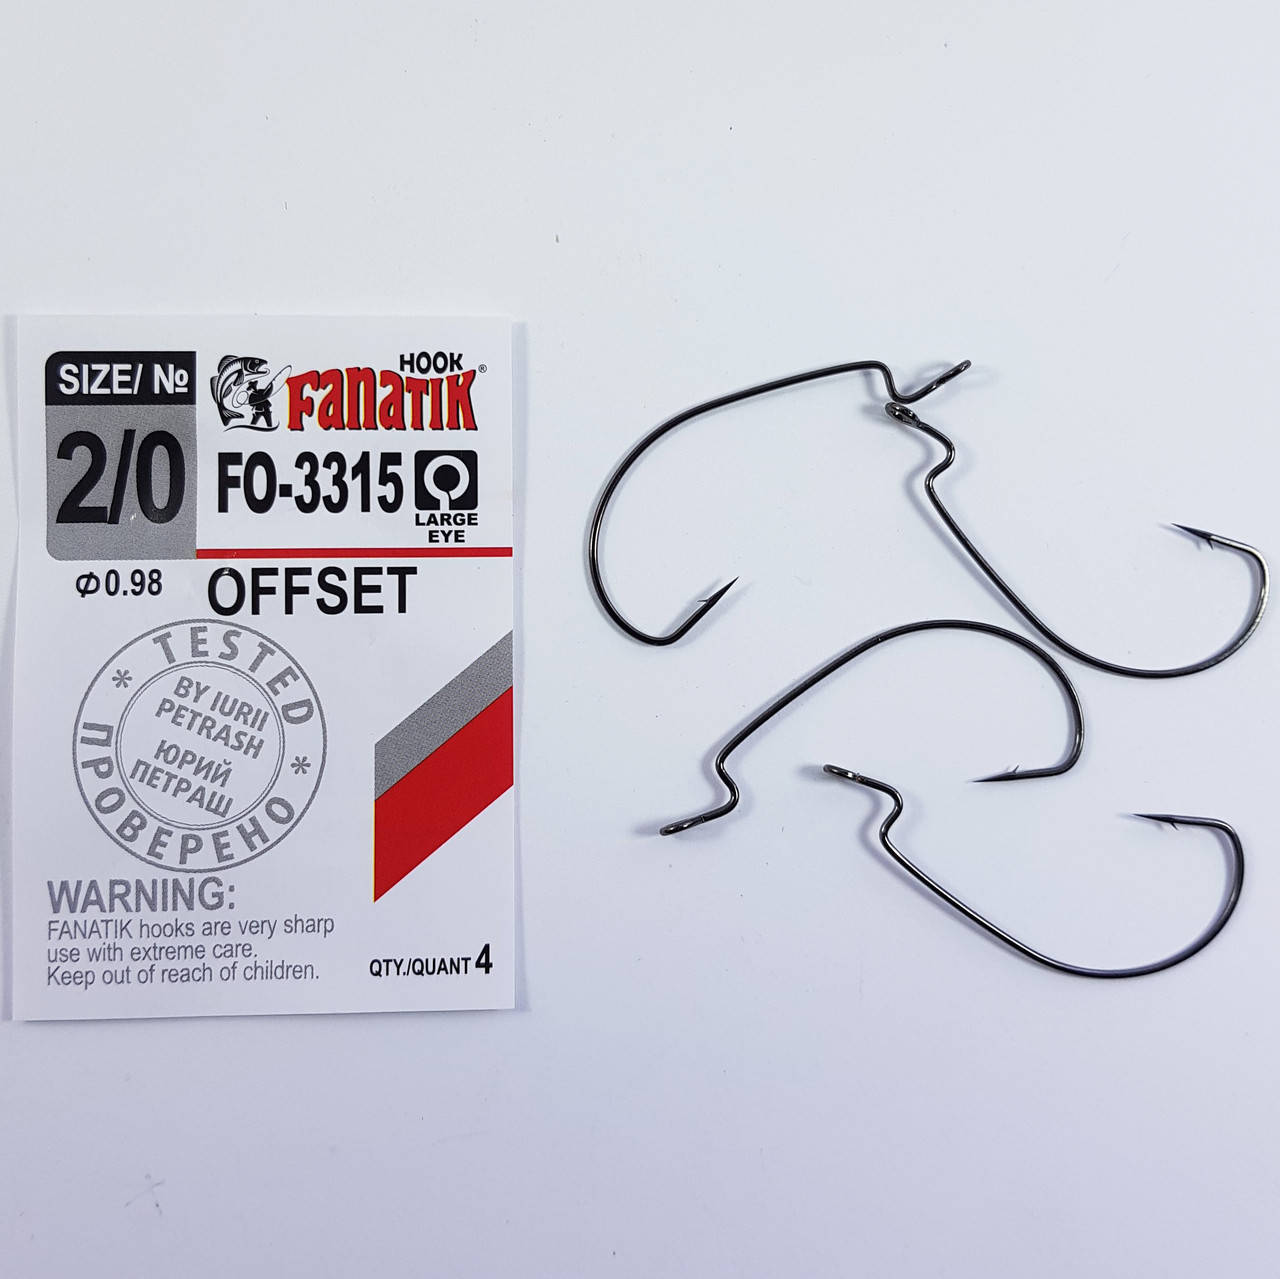 SIZE/ №
2/0
Ø0.98
HOOK
FANATIK®
FO-3315
LARGE
EYE
OFFSET
* TESTED *
BY IURII
PETRASH
ЮРИЙ
ПЕТРАШ
ПРОВЕРЕНО
WARNING:
FANATIK hooks are very sharp
use with extreme care.
Keep out of reach of children.
QTY./QUANT 4